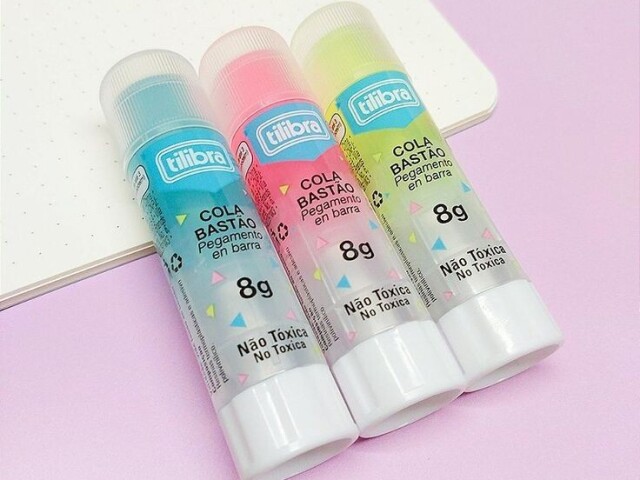 tilibra
COLA
BASTÃO
Pegamento
en barra
8g
Não Tóxica
No Toxica
tilibra
COLA
BASTÃO
Pegamento
en barra
8g
Não Tóxica
No Toxica
tilibra
COLA
BASTÃO
Pegamento
en barra
8g
Não Tóxica
No Toxica